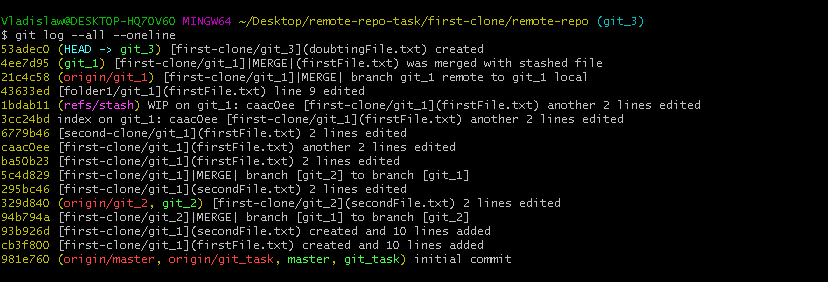 Vladislaw@DESKTOP-HQ7OV6O MINGW64 ~/Desktop/remote-repo-task/first-clone/remote-repo (git_3)
$ git log --all --oneline
53adec0 (HEAD -> git_3) [first-clone/git_3](doubtingFile.txt) created
4ee7d95 (git_1) [first-clone/git_1]|MERGE|(firstFile.txt) was merged with stashed file
21c4c58 (origin/git_1) [first-clone/git_1]|MERGE| branch git_1 remote to git_1 local
43633ed [folder1/git_1](firstFile.txt) line 9 edited
1bdab11 (refs/stash) WIP on git_1: caac0ee [first-clone/git_1](firstFile.txt) another 2 lines edited
3cc24bd index on git_1: caac0ee [first-clone/git_1](firstFile.txt) another 2 lines edited
6779b46 [second-clone/git_1](firstFile.txt) 2 lines edited
caac0ee [first-clone/git_1](firstFile.txt) another 2 lines edited
ba50b23 [first-clone/git_1](firstFile.txt) 2 lines edited
5c4d829 [first-clone/git_1]|MERGE| branch [git_2] to branch [git_1]
295bc46 [first-clone/git_1](secondFile.txt) 2 lines edited
329d840 (origin/git_2, git_2) [first-clone/git_2](secondFile.txt) 2 lines edited
94b794a [first-clone/git_2]|MERGE| branch [git_1] to branch [git_2]
93b926d [first-clone/git_1](secondFile.txt) created and 10 lines added
cb3f800 [first-clone/git_1](firstFile.txt) created and 10 lines added
981e760 (origin/master, origin/git_task, master, git_task) initial commit